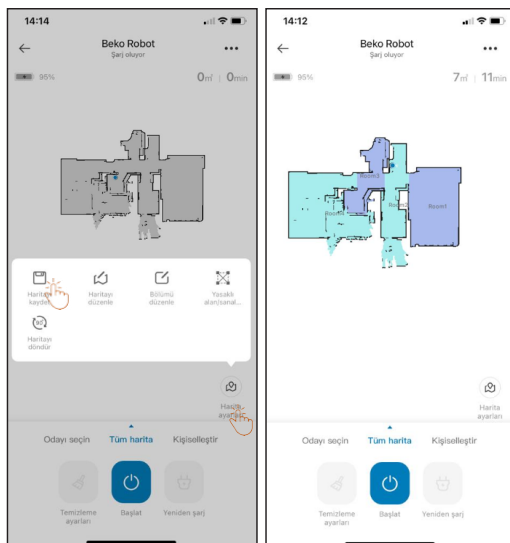 14:14
Beko Robot
Şarj oluyor
95%
0㎡ | 0min
Haritayı
kaydet
Haritayı
düzenle
Bölümü
düzenle
Yasaklı
alan/sanal...
90°
Haritayı
döndür
Harita
ayarları
Odayı seçin
Tüm harita
Kişiselleştir
Temizleme
ayarları
Başlat
Yeniden şarj
14:12
Beko Robot
Şarj oluyor
95%
7㎡ | 11min
Room2
Room4
Room3
Room1
Harita
ayarları
Odayı seçin
Tüm harita
Kişiselleştir
Temizleme
ayarları
Başlat
Yeniden şarj